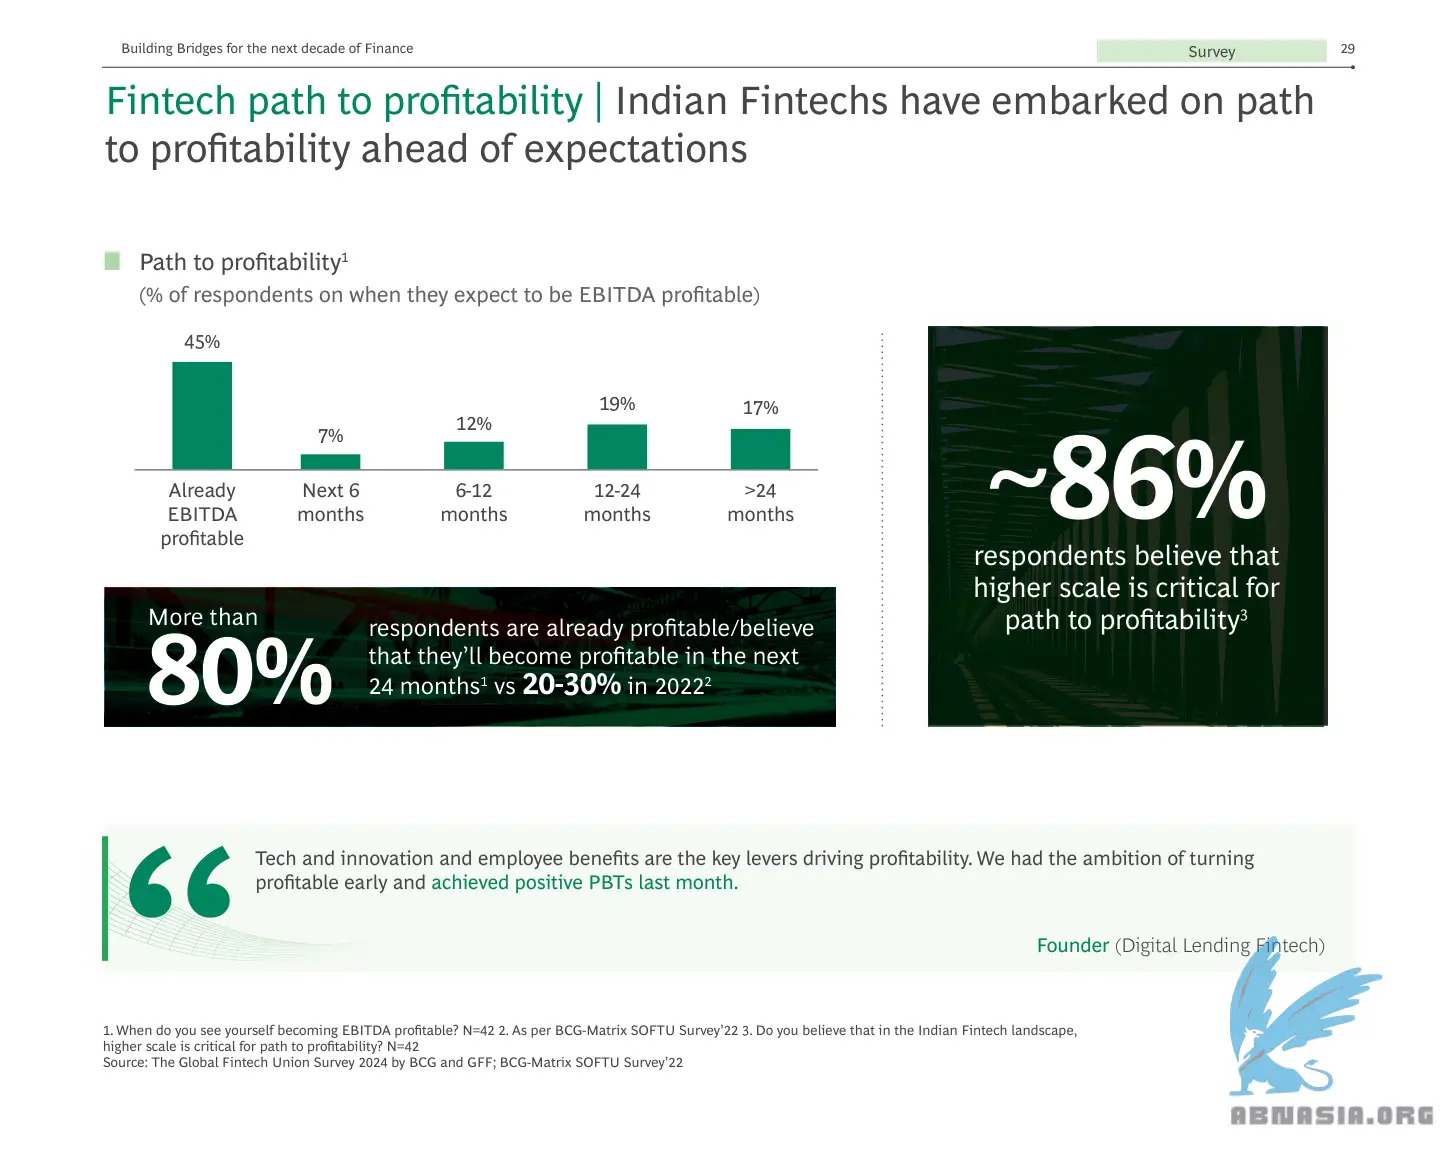 Building Bridges for the next decade of Finance
Survey
29
Fintech path to profitability | Indian Fintechs have embarked on path
to profitability ahead of expectations
Path to profitability¹
(% of respondents on when they expect to be EBITDA profitable)
45%
7%
12%
19%
17%
Already
EBITDA
profitable
Next 6
months
6-12
months
12-24
months
>24
months
More than
80%
respondents are already profitable/believe
that they'll become profitable in the next
24 months¹ vs 20-30% in 2022²
~86%
respondents believe that
higher scale is critical for
path to profitability³
Tech and innovation and employee benefits are the key levers driving profitability. We had the ambition of turning
profitable early and achieved positive PBTs last month.
Founder (Digital Lending Fintech)
1. When do you see yourself becoming EBITDA profitable? N=42 2. As per BCG-Matrix SOFTU Survey'22 3. Do you believe that in the Indian Fintech landscape,
higher scale is critical for path to profitability? N=42
Source: The Global Fintech Union Survey 2024 by BCG and GFF; BCG-Matrix SOFTU Survey'22
ABNASIA.ORG